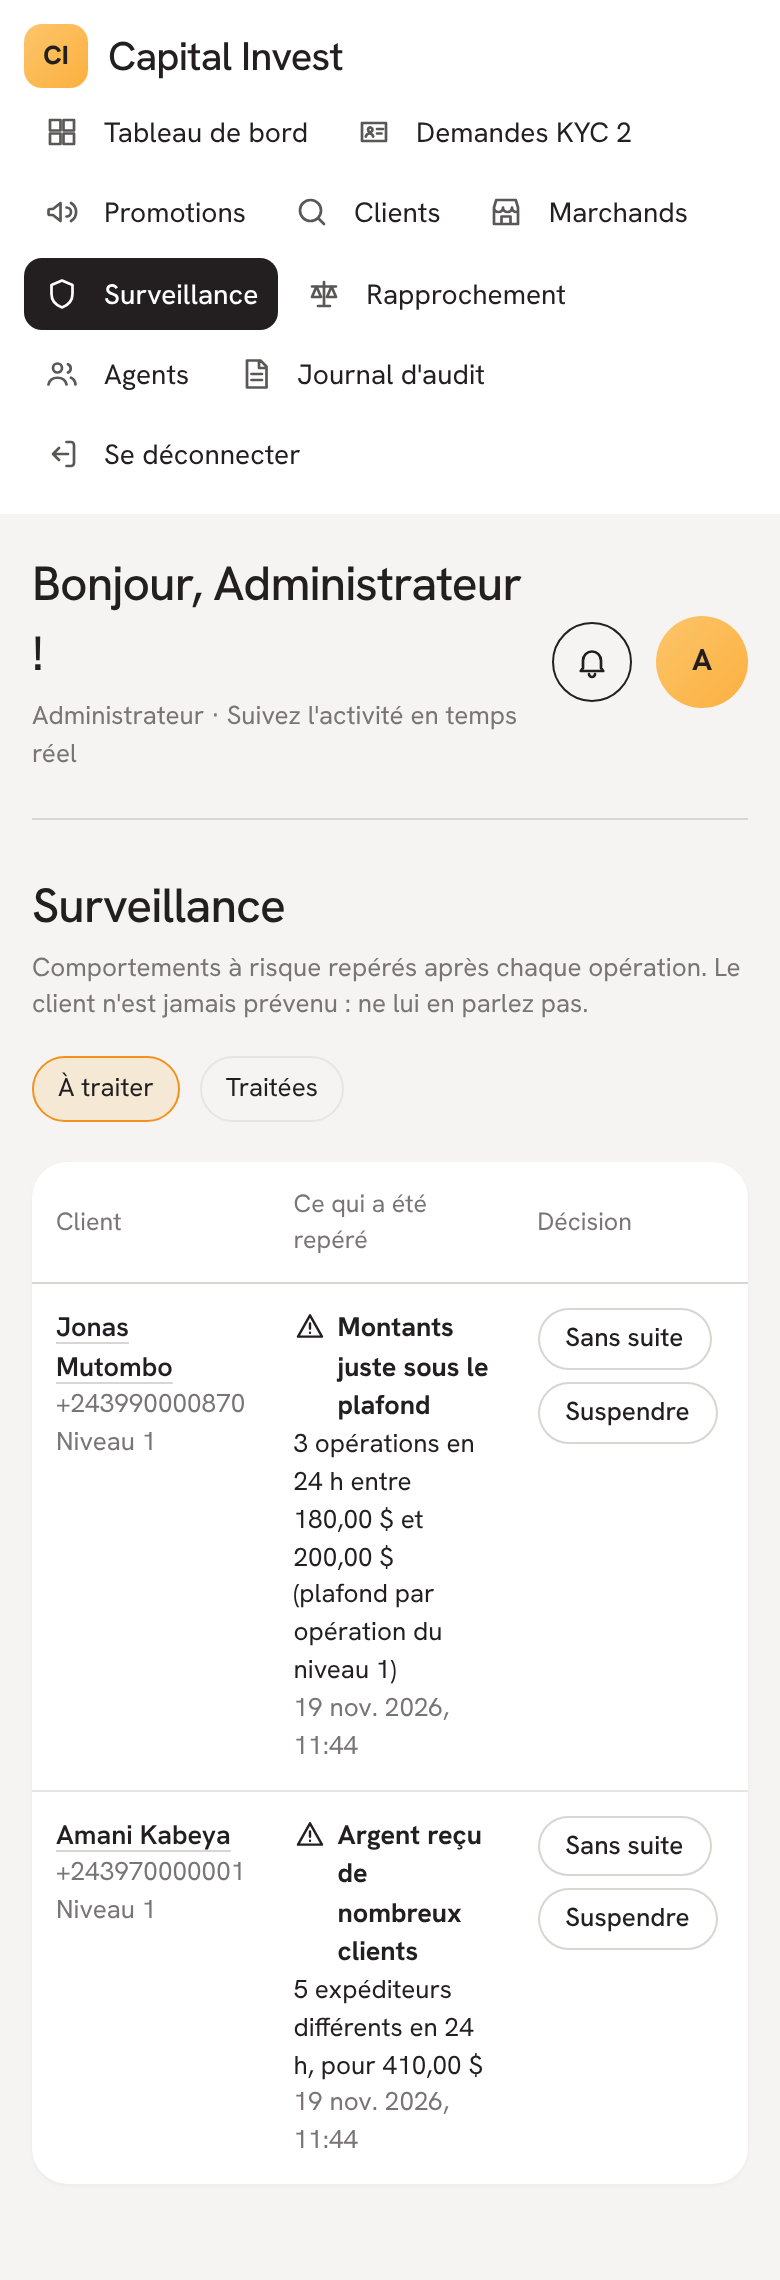 CI Capital Invest
Tableau de bord Demandes KYC 2
Promotions Clients Marchands
Surveillance Rapprochement
Agents Journal d'audit
Se déconnecter
Bonjour, Administrateur
!
Administrateur · Suivez l'activité en temps
réel
A
Surveillance
Comportements à risque repérés après chaque opération. Le
client n'est jamais prévenu : ne lui en parlez pas.
À traiter Traitées
Client
Ce qui a été
repéré
Décision
Jonas
Mutombo
+243990000870
Niveau 1
Montants
juste sous le
plafond
3 opérations en
24 h entre
180,00 $ et
200,00 $
(plafond par
opération du
niveau 1)
19 nov. 2026,
11:44
Sans suite
Suspendre
Amani Kabeya
+243970000001
Niveau 1
Argent reçu
de
nombreux
clients
5 expéditeurs
différents en 24
h, pour 410,00 $
19 nov. 2026,
11:44
Sans suite
Suspendre